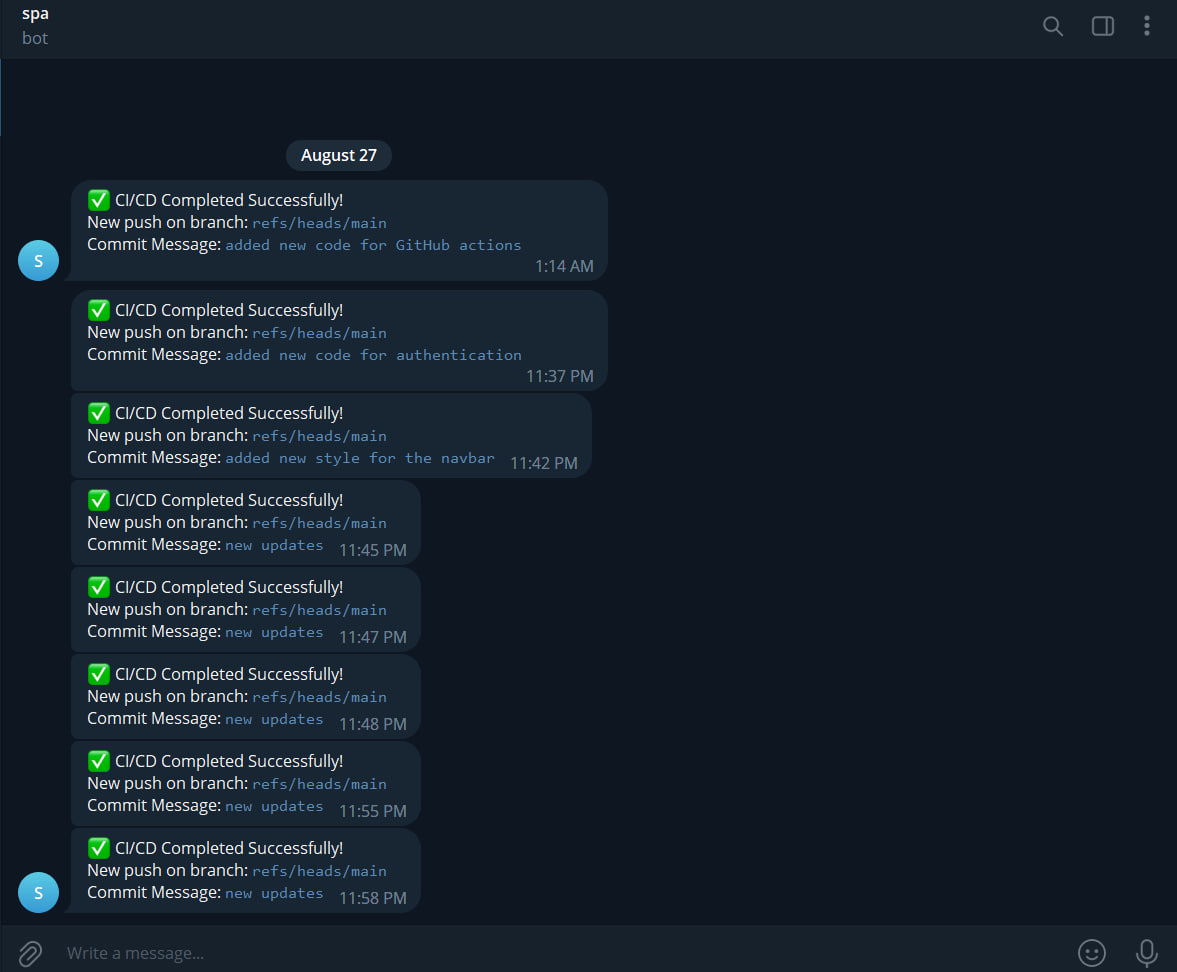 spa
bot
August 27
✅ CI/CD Completed Successfully!
New push on branch: refs/heads/main
Commit Message: added new code for GitHub actions
1:14 AM
S
✅ CI/CD Completed Successfully!
New push on branch: refs/heads/main
Commit Message: added new code for authentication
11:37 PM
✅ CI/CD Completed Successfully!
New push on branch: refs/heads/main
Commit Message: added new style for the navbar 11:42 PM
✅ CI/CD Completed Successfully!
New push on branch: refs/heads/main
Commit Message: new updates 11:45 PM
✅ CI/CD Completed Successfully!
New push on branch: refs/heads/main
Commit Message: new updates 11:47 PM
✅ CI/CD Completed Successfully!
New push on branch: refs/heads/main
Commit Message: new updates 11:48 PM
✅ CI/CD Completed Successfully!
New push on branch: refs/heads/main
Commit Message: new updates 11:55 PM
✅ CI/CD Completed Successfully!
New push on branch: refs/heads/main
Commit Message: new updates 11:58 PM
S
Write a message...